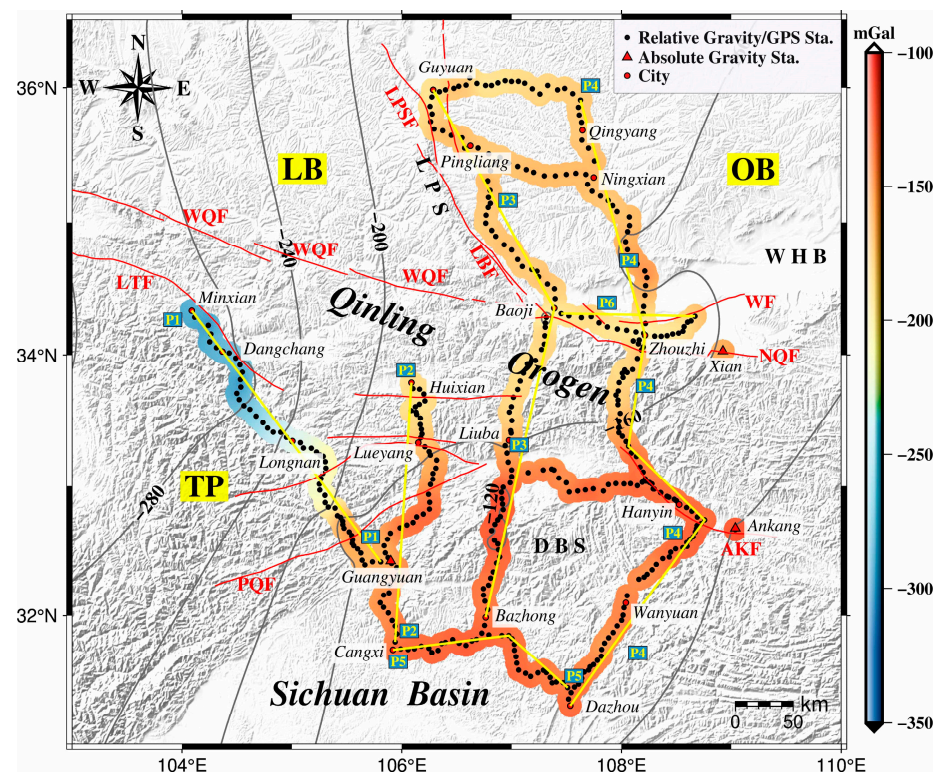 mGal
−100
−150
−200
−250
−300
−350
36°N
34°N
32°N
104°E
106°E
108°E
110°E
N
W E
S
Relative Gravity/GPS Sta.
Absolute Gravity Sta.
City
Guyuan
P4
LPSF
Qingyang
Pingliang
LB
OB
Ningxian
L P S
P3
WQF
−240
−200
WQF
P4
W H B
LBF
WQF
LTF
Minxian
P1
Qinling
P6
WF
Baoji
Dangchang
Zhouzhi
NQF
Xian
Orogen
P2
Huixian
P4
Liuba
−160
P3
Lueyang
Longnan
TP
−280
−120
Hanyin
Ankang
P4
AKF
P1
D B S
Guangyuan
PQF
Wanyuan
Bazhong
P2
Cangxi
P5
P4
P5
Sichuan Basin
Dazhou
km
0 50